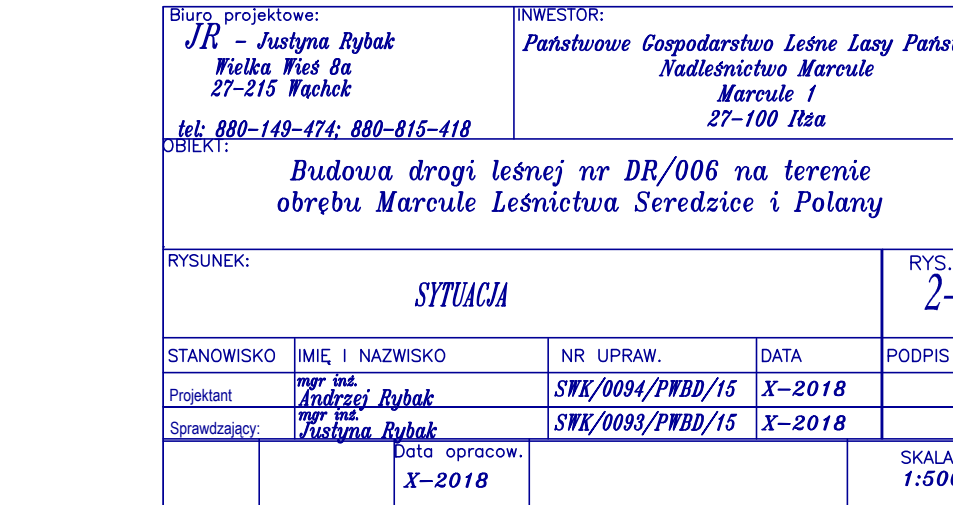 Biuro projektowe:
JR - Justyna Rybak
Wielka Wieś 8a
27-215 Wąchck
tel: 880-149-474; 880-815-418
INWESTOR:
Państwowe Gospodarstwo Leśne Lasy Pańs
Nadleśnictwo Marcule
Marcule 1
27-100 Iłża
OBIEKT:
Budowa drogi leśnej nr DR/006 na terenie
obrębu Marcule Leśnictwa Seredzice i Polany
RYSUNEK:
SYTUACJA
RYS.
2-
STANOWISKO IMIĘ I NAZWISKO NR UPRAW. DATA PODPIS
Projektant mgr inż. Andrzej Rybak SWK/0094/PWBD/15 X-2018
Sprawdzający: mgr inż. Justyna Rybak SWK/0093/PWBD/15 X-2018
Data opracow.
X-2018
SKALA
1:500